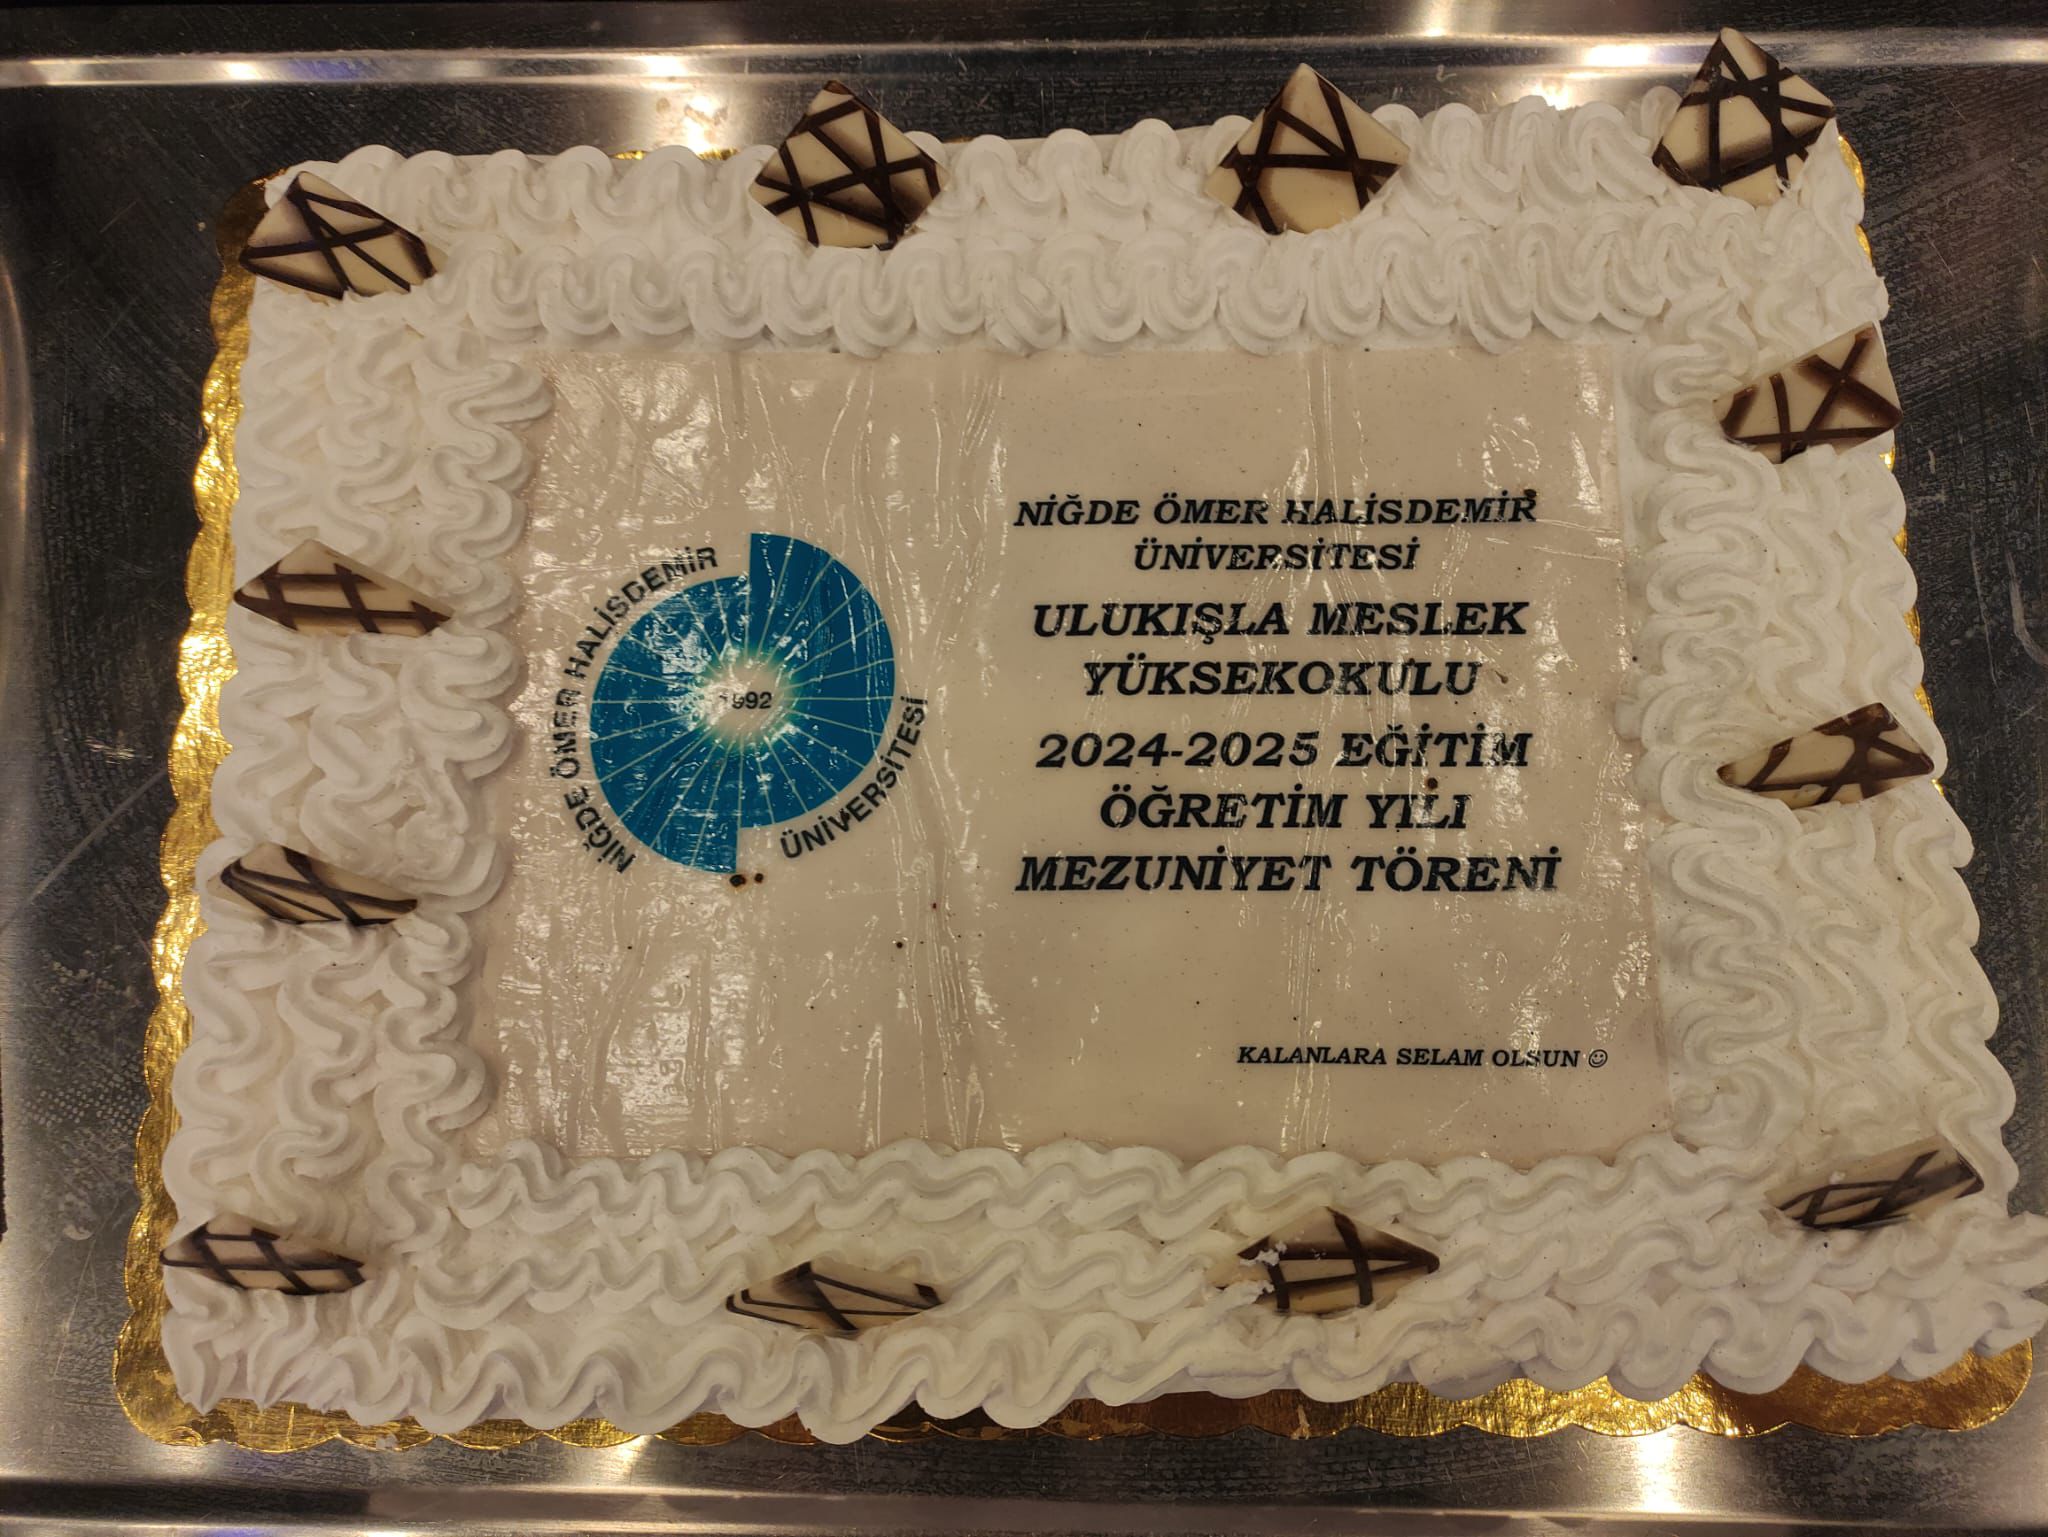 NİĞDE ÖMER HALİSDEMİR
ÜNİVERSİTESİ
1992
NİĞDE ÖMER HALİSDEMİR
ÜNİVERSİTESİ
ULUKIŞLA MESLEK
YÜKSEKOKULU
2024-2025 EĞİTİM
ÖĞRETİM YILI
MEZUNİYET TÖRENİ
KALANLARA SELAM OLSUN ☺